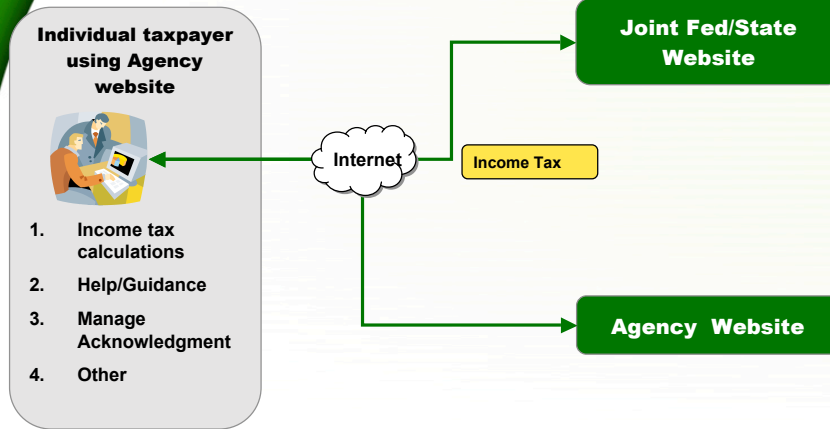 Individual taxpayer
using Agency
website
1. Income tax
calculations
2. Help/Guidance
3. Manage
Acknowledgment
4. Other
Internet
Income Tax
Joint Fed/State
Website
Agency Website